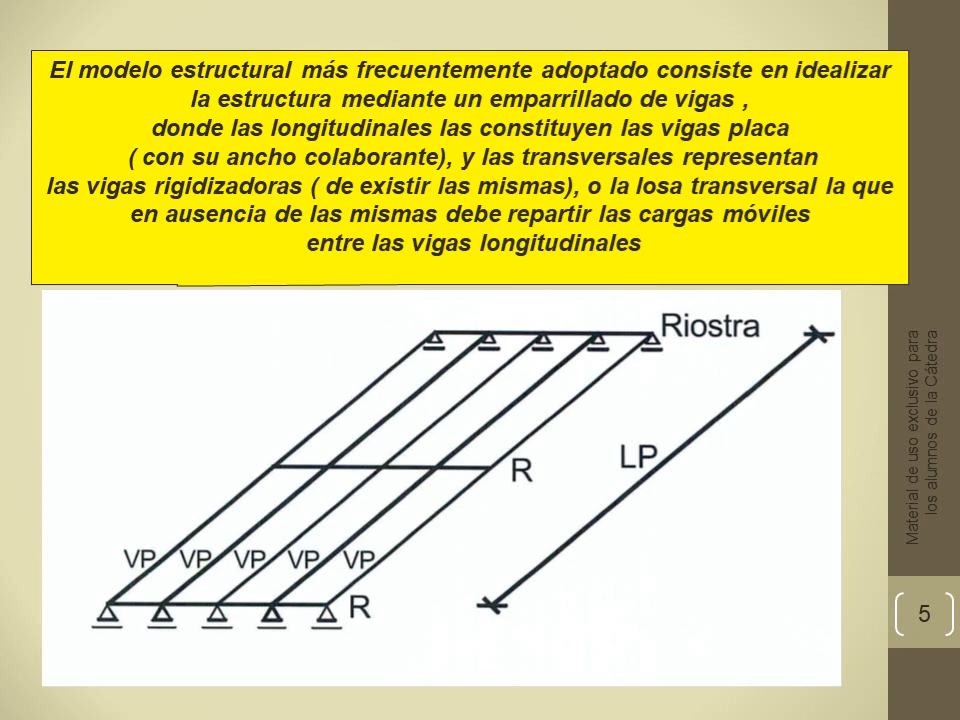 El modelo estructural más frecuentemente adoptado consiste en idealizar
la estructura mediante un emparrillado de vigas ,
donde las longitudinales las constituyen las vigas placa
( con su ancho colaborante), y las transversales representan
las vigas rigidizadoras ( de existir las mismas), o la losa transversal la que
en ausencia de las mismas debe repartir las cargas móviles
entre las vigas longitudinales
Riostra
LP
R
VP VP VP VP VP
R
Material de uso exclusivo para
los alumnos de la Cátedra
5